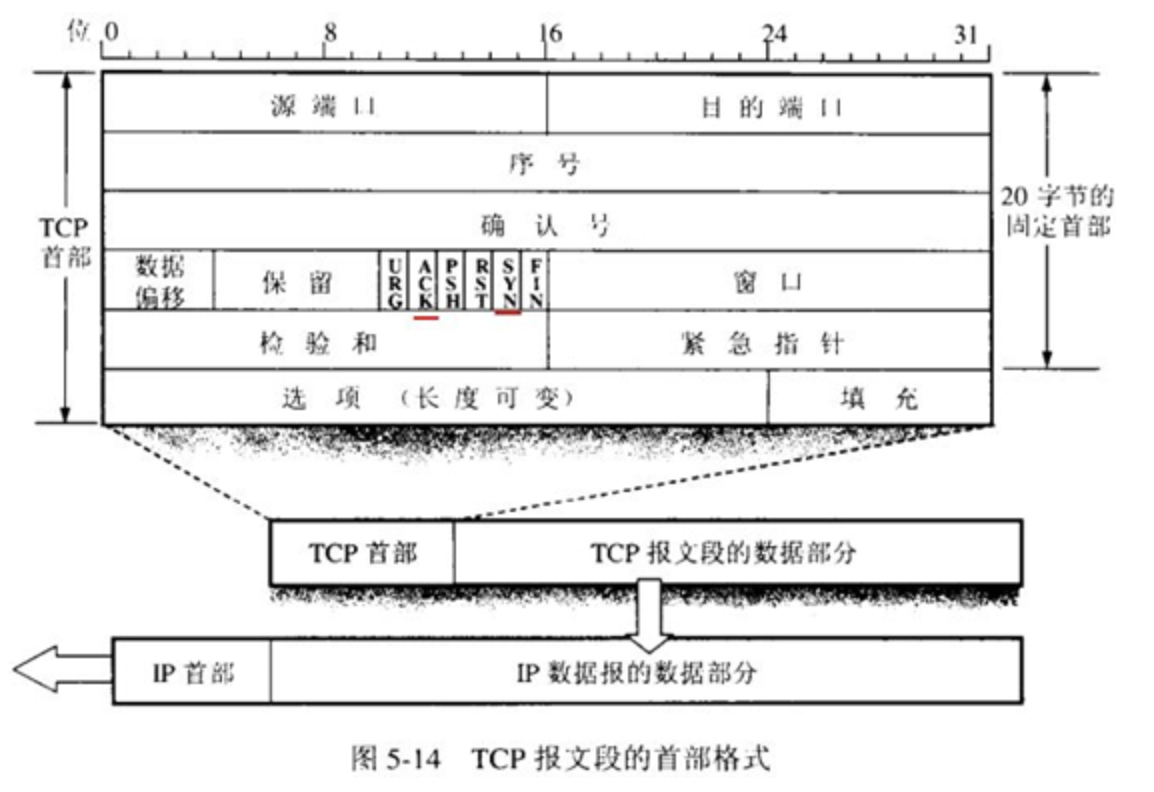 位 0 8 16 24 31
源端口 目的端口
序号
确认号
TCP 首部
20 字节的固定首部
数据偏移 保留 URG ACK PSH RST SYN FIN 窗口
检验和 紧急指针
选项（长度可变） 填充
TCP 首部 TCP 报文段的数据部分
IP 首部 IP 数据报的数据部分
图 5-14 TCP 报文段的首部格式